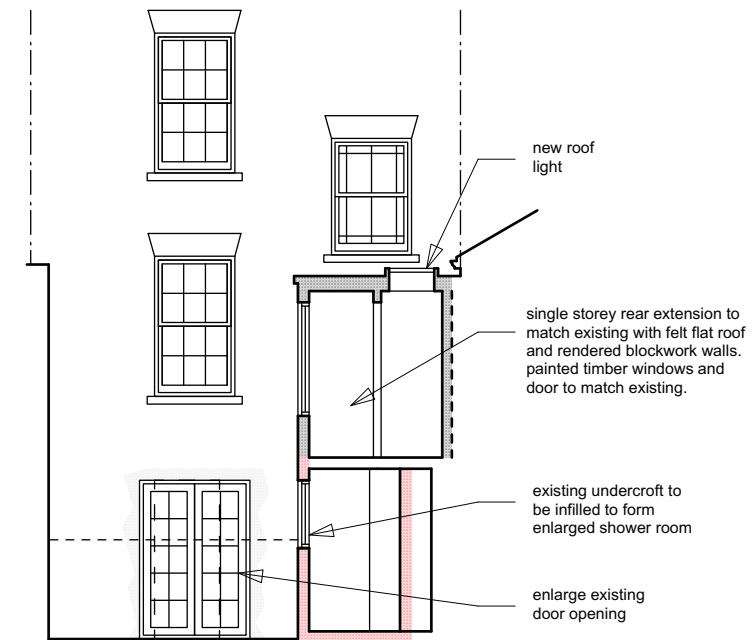 new roof
light
single storey rear extension to
match existing with felt flat roof
and rendered blockwork walls.
painted timber windows and
door to match existing.
existing undercroft to
be infilled to form
enlarged shower room
enlarge existing
door opening